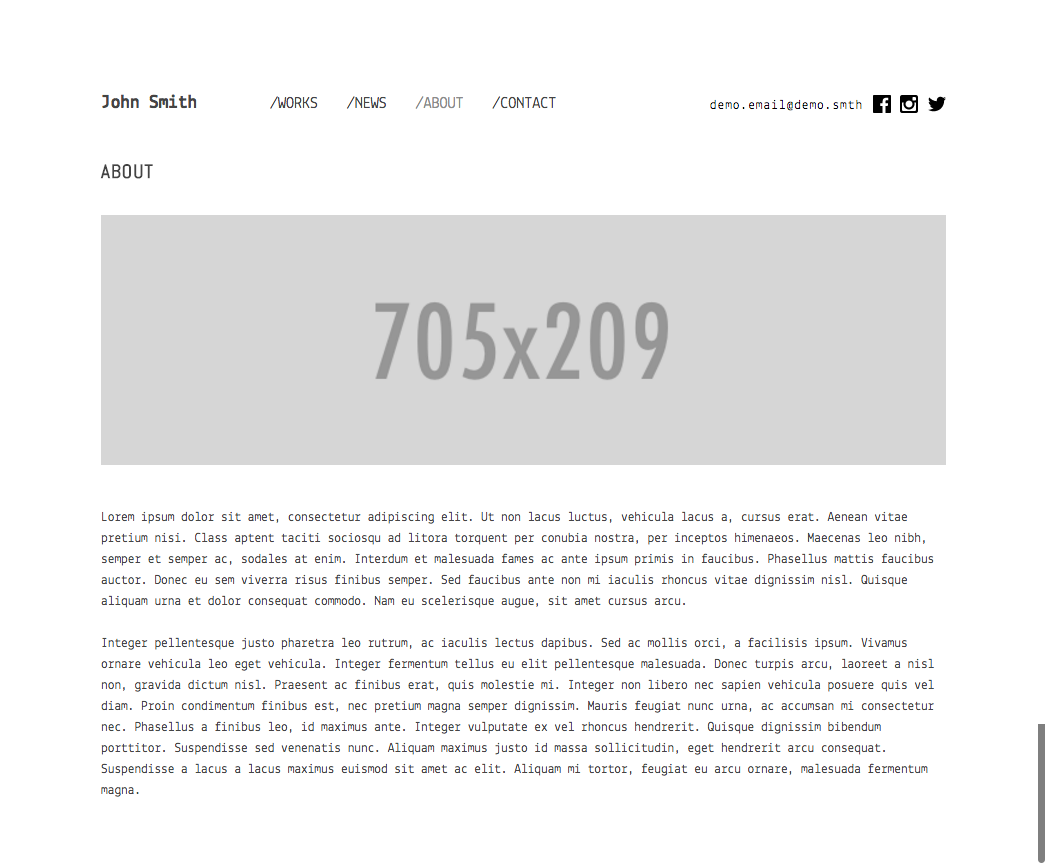 John Smith /WORKS /NEWS /ABOUT /CONTACT demo.email@demo.smth
ABOUT
705x209
Lorem ipsum dolor sit amet, consectetur adipiscing elit. Ut non lacus luctus, vehicula lacus a, cursus erat. Aenean vitae
pretium nisi. Class aptent taciti sociosqu ad litora torquent per conubia nostra, per inceptos himenaeos. Maecenas leo nibh,
semper et semper ac, sodales at enim. Interdum et malesuada fames ac ante ipsum primis in faucibus. Phasellus mattis faucibus
auctor. Donec eu sem viverra risus finibus semper. Sed faucibus ante non mi iaculis rhoncus vitae dignissim nisl. Quisque
aliquam urna et dolor consequat commodo. Nam eu scelerisque augue, sit amet cursus arcu.
Integer pellentesque justo pharetra leo rutrum, ac iaculis lectus dapibus. Sed ac mollis orci, a facilisis ipsum. Vivamus
ornare vehicula leo eget vehicula. Integer fermentum tellus eu elit pellentesque malesuada. Donec turpis arcu, laoreet a nisl
non, gravida dictum nisl. Praesent ac finibus erat, quis molestie mi. Integer non libero nec sapien vehicula posuere quis vel
diam. Proin condimentum finibus est, nec pretium magna semper dignissim. Mauris feugiat nunc urna, ac accumsan mi consectetur
nec. Phasellus a finibus leo, id maximus ante. Integer vulputate ex vel rhoncus hendrerit. Quisque dignissim bibendum
porttitor. Suspendisse sed venenatis nunc. Aliquam maximus justo id massa sollicitudin, eget hendrerit arcu consequat.
Suspendisse a lacus a lacus maximus euismod sit amet ac elit. Aliquam mi tortor, feugiat eu arcu ornare, malesuada fermentum
magna.